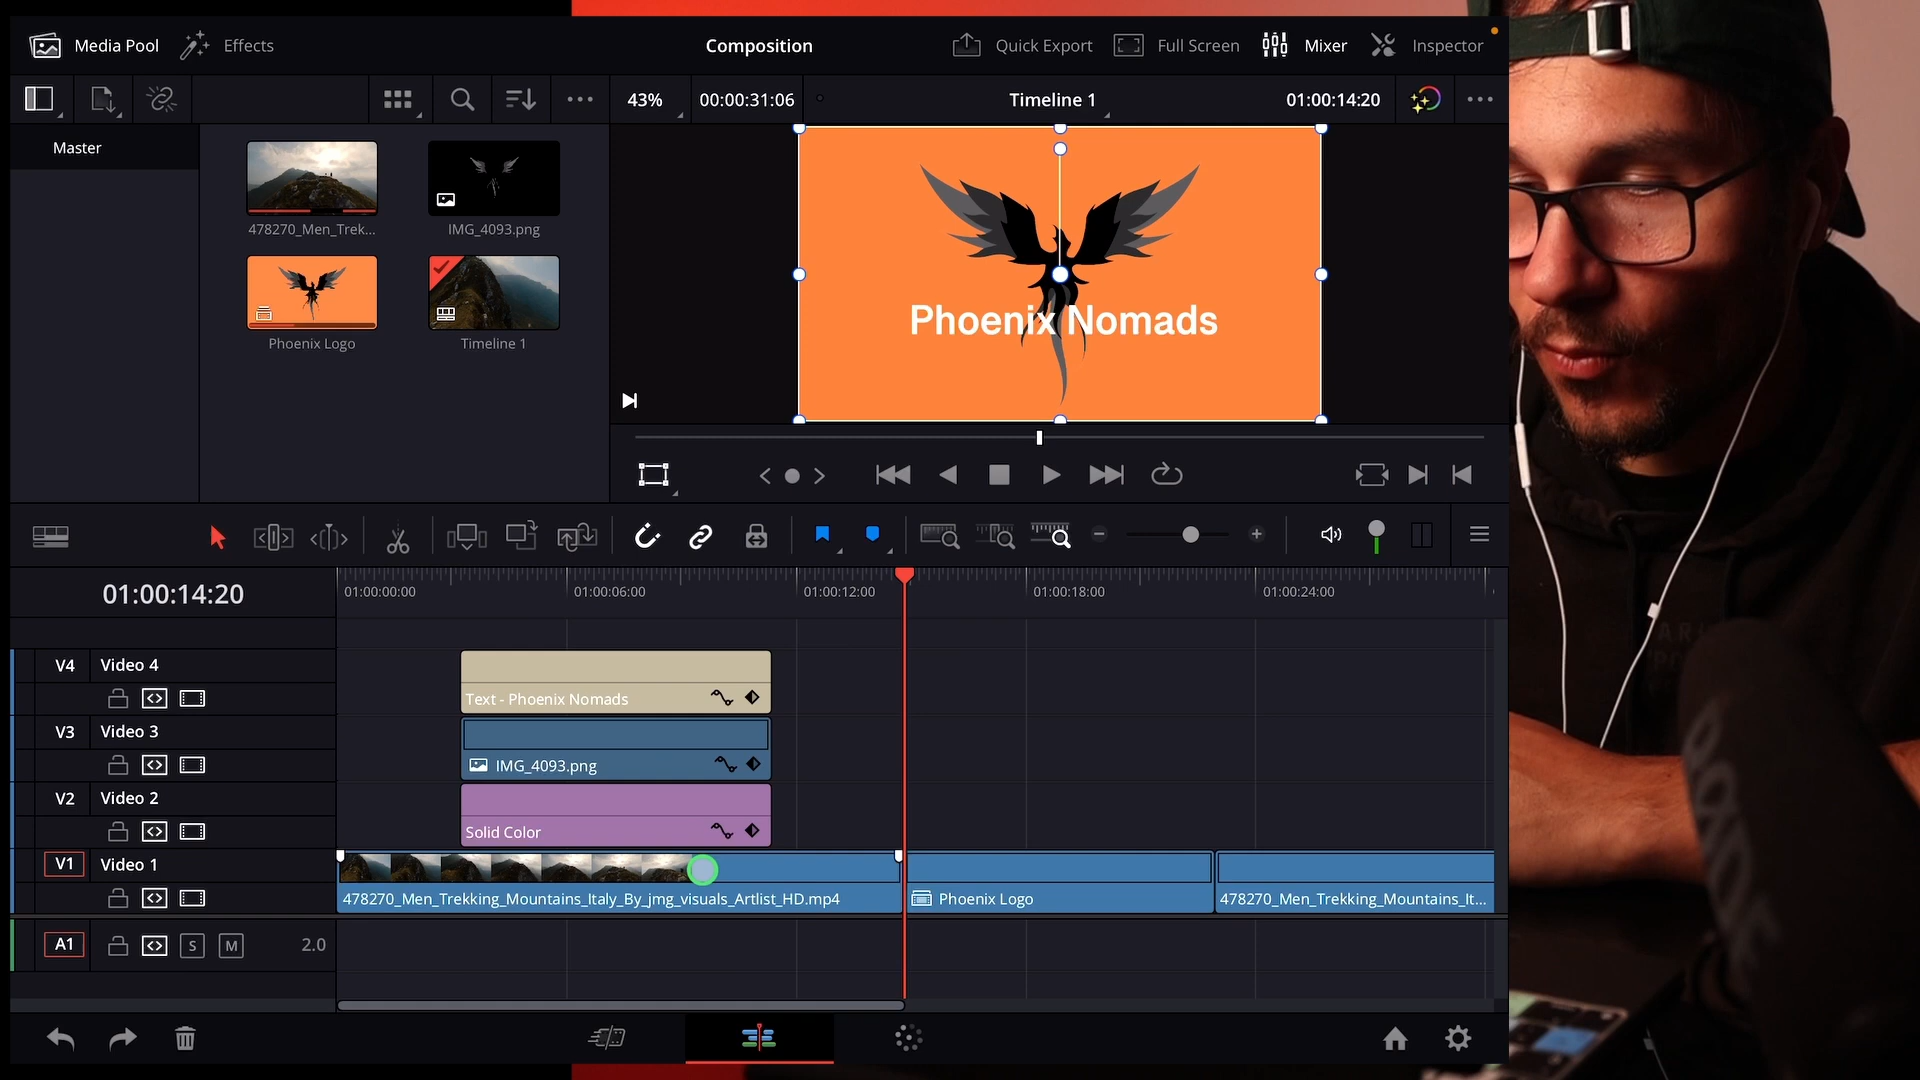 Media Pool
Effects
Composition
Quick Export
Full Screen
Mixer
Inspector
43%
00:00:31:06
Timeline 1
01:00:14:20
Master
478270_Men_Trek...
IMG_4093.png
Phoenix Logo
Timeline 1
Phoenix Nomads
01:00:14:20
01:00:00:00
01:00:06:00
01:00:12:00
01:00:18:00
01:00:24:00
V4 Video 4
Text - Phoenix Nomads
V3 Video 3
IMG_4093.png
V2 Video 2
Solid Color
V1 Video 1
478270_Men_Trekking_Mountains_Italy_By_jmg_visuals_Artlist_HD.mp4
Phoenix Logo
478270_Men_Trekking_Mountains_It...
A1 S M 2.0